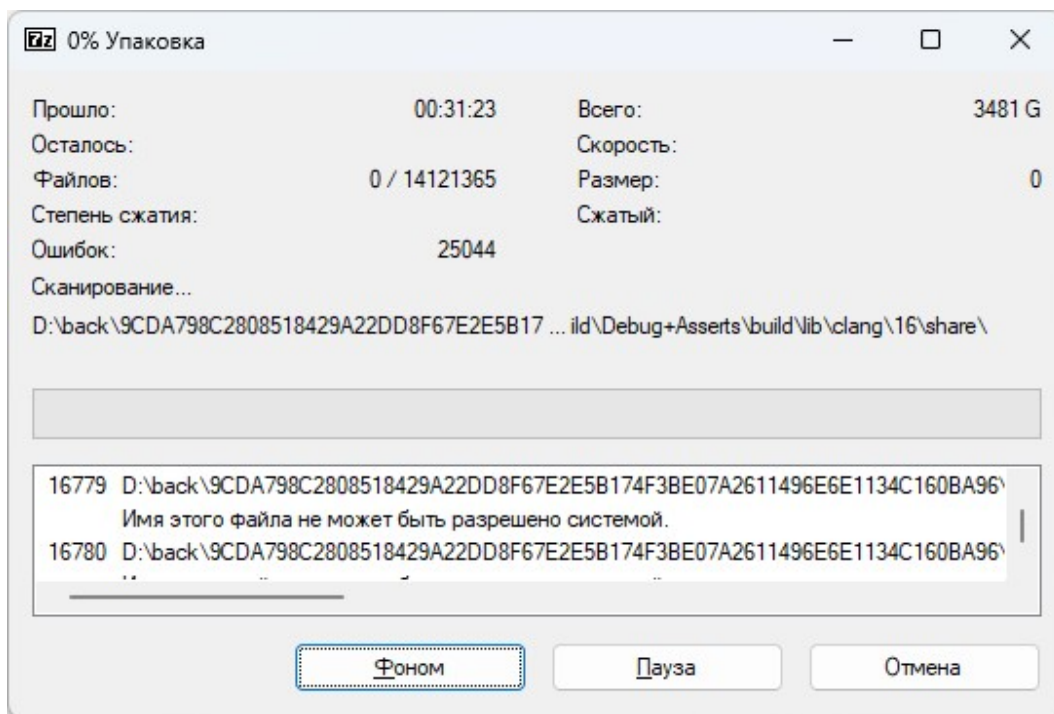 7z 0% Упаковка
Прошло: 00:31:23 Всего: 3481 G
Осталось: Скорость:
Файлов: 0 / 14121365 Размер: 0
Степень сжатия: Сжатый:
Ошибок: 25044
Сканирование...
D:\back\9CDA798C2808518429A22DD8F67E2E5B17 ... ild\Debug+Asserts\build\lib\clang\16\share\
16779 D:\back\9CDA798C2808518429A22DD8F67E2E5B174F3BE07A2611496E6E1134C160BA96\
Имя этого файла не может быть разрешено системой.
16780 D:\back\9CDA798C2808518429A22DD8F67E2E5B174F3BE07A2611496E6E1134C160BA96\
Фоном Пауза Отмена